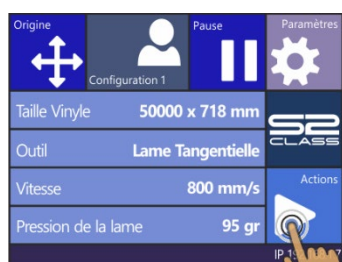 Origine
Configuration 1
Pause
Paramètres
Taille Vinyle 50000 x 718 mm
Outil Lame Tangentielle
Vitesse 800 mm/s
Pression de la lame 95 gr
S2
CLASS
Actions
IP